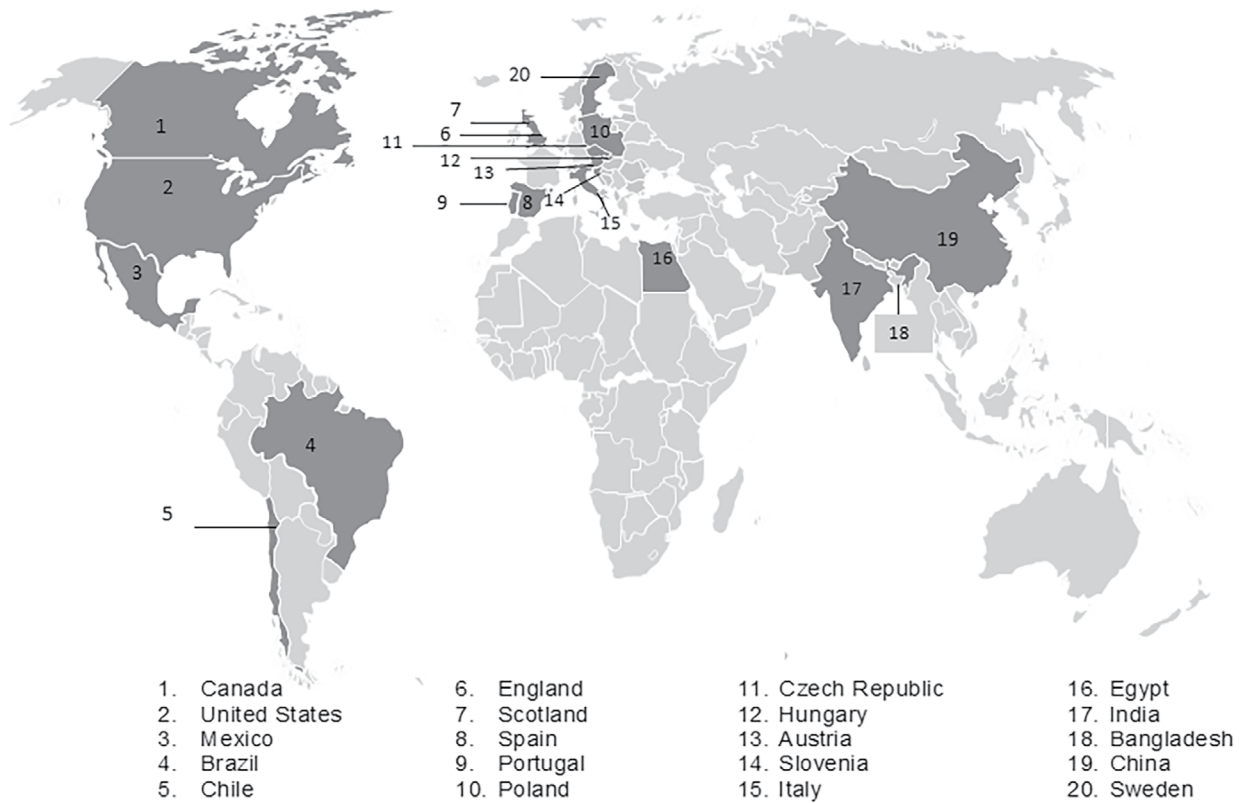 20
7
1
10
6
11
12
2
13
14
9
8
15
19
16
3
17
18
4
5
1. Canada
2. United States
3. Mexico
4. Brazil
5. Chile
6. England
7. Scotland
8. Spain
9. Portugal
10. Poland
11. Czech Republic
12. Hungary
13. Austria
14. Slovenia
15. Italy
16. Egypt
17. India
18. Bangladesh
19. China
20. Sweden